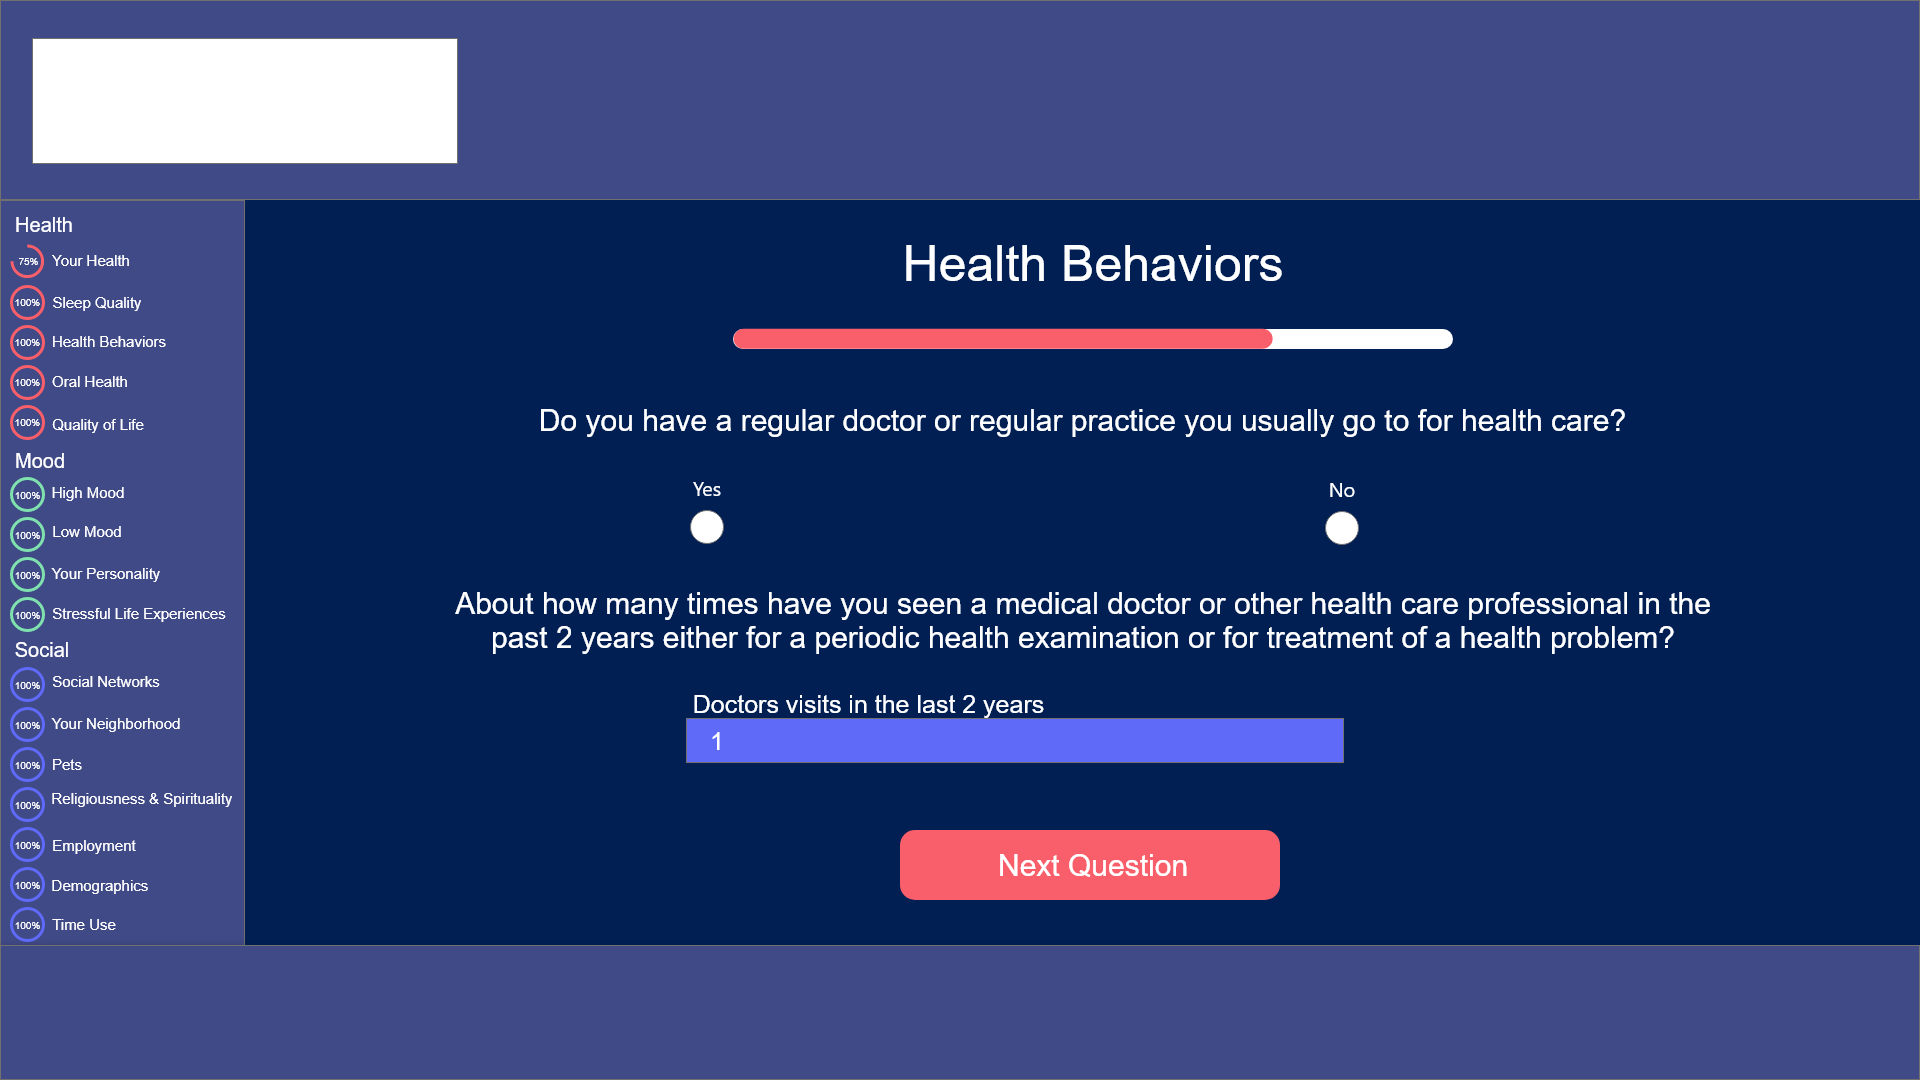 Health
75% Your Health
100% Sleep Quality
100% Health Behaviors
100% Oral Health
100% Quality of Life
Mood
100% High Mood
100% Low Mood
100% Your Personality
100% Stressful Life Experiences
Social
100% Social Networks
100% Your Neighborhood
100% Pets
100% Religiousness & Spirituality
100% Employment
100% Demographics
100% Time Use
Health Behaviors
Do you have a regular doctor or regular practice you usually go to for health care?
Yes
No
About how many times have you seen a medical doctor or other health care professional in the
past 2 years either for a periodic health examination or for treatment of a health problem?
Doctors visits in the last 2 years
1
Next Question